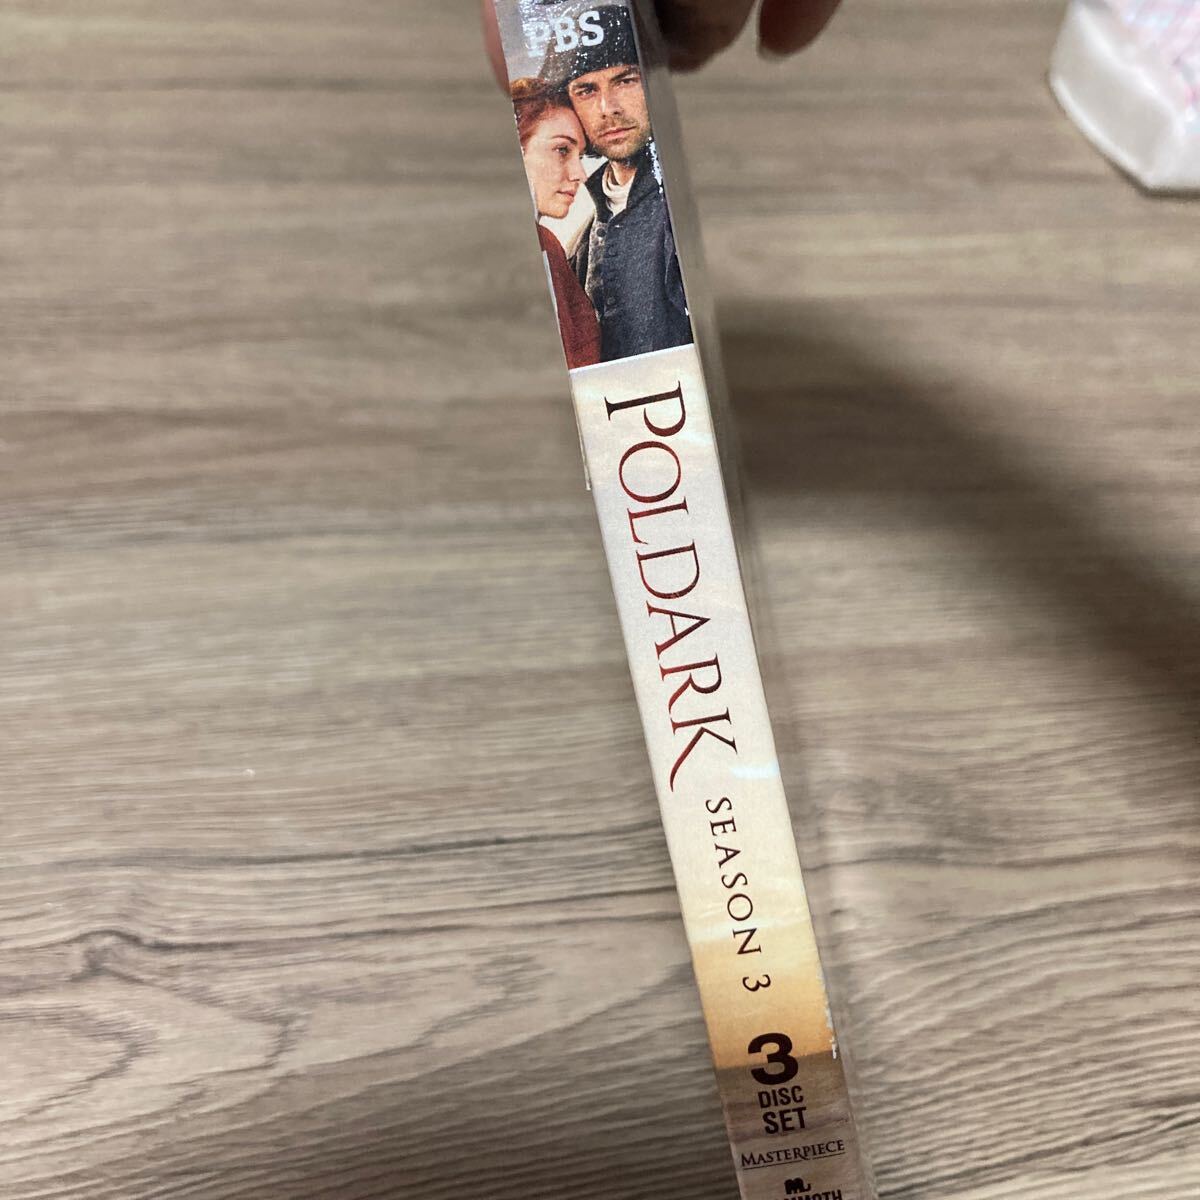 PBS
POLDARK
SEASON 3
3
DISC
SET
MASTERPIECE